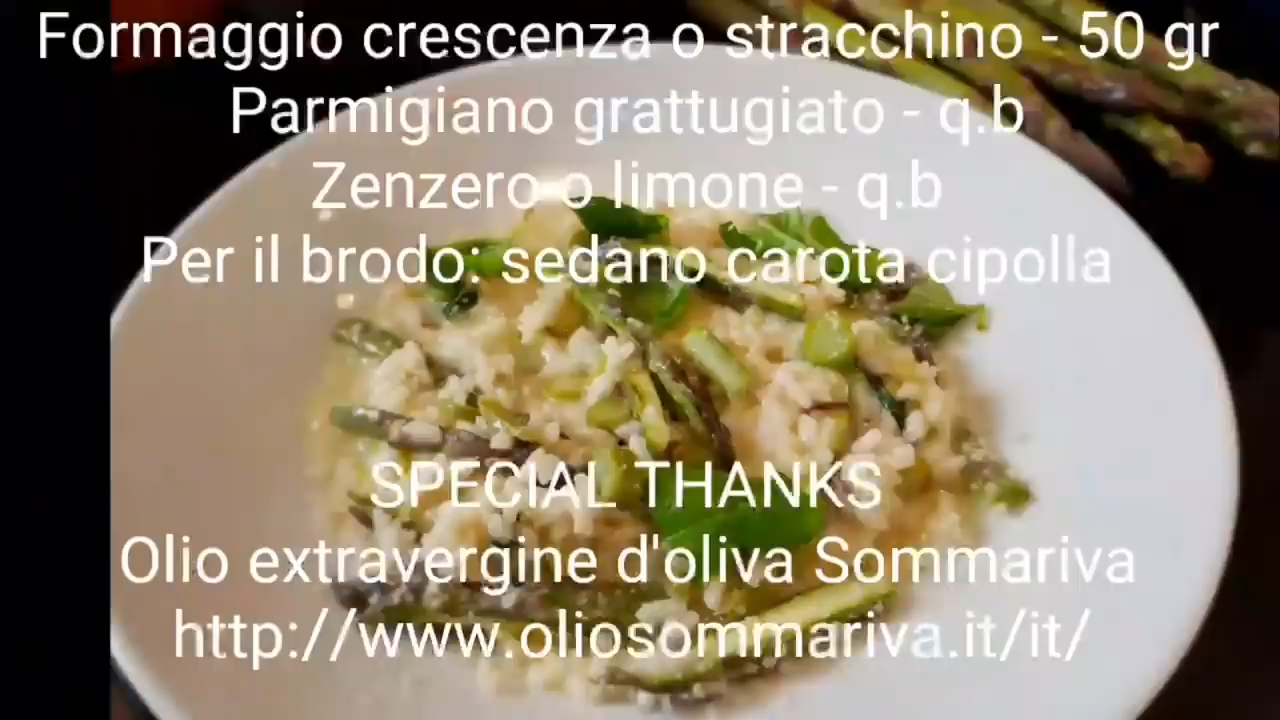 Formaggio crescenza o stracchino - 50 gr
Parmigiano grattugiato - q.b
Zenzero o limone - q.b
Per il brodo: sedano carota cipolla
SPECIAL THANKS
Olio extravergine d'oliva Sommariva
http://www.oliosommariva.it/it/